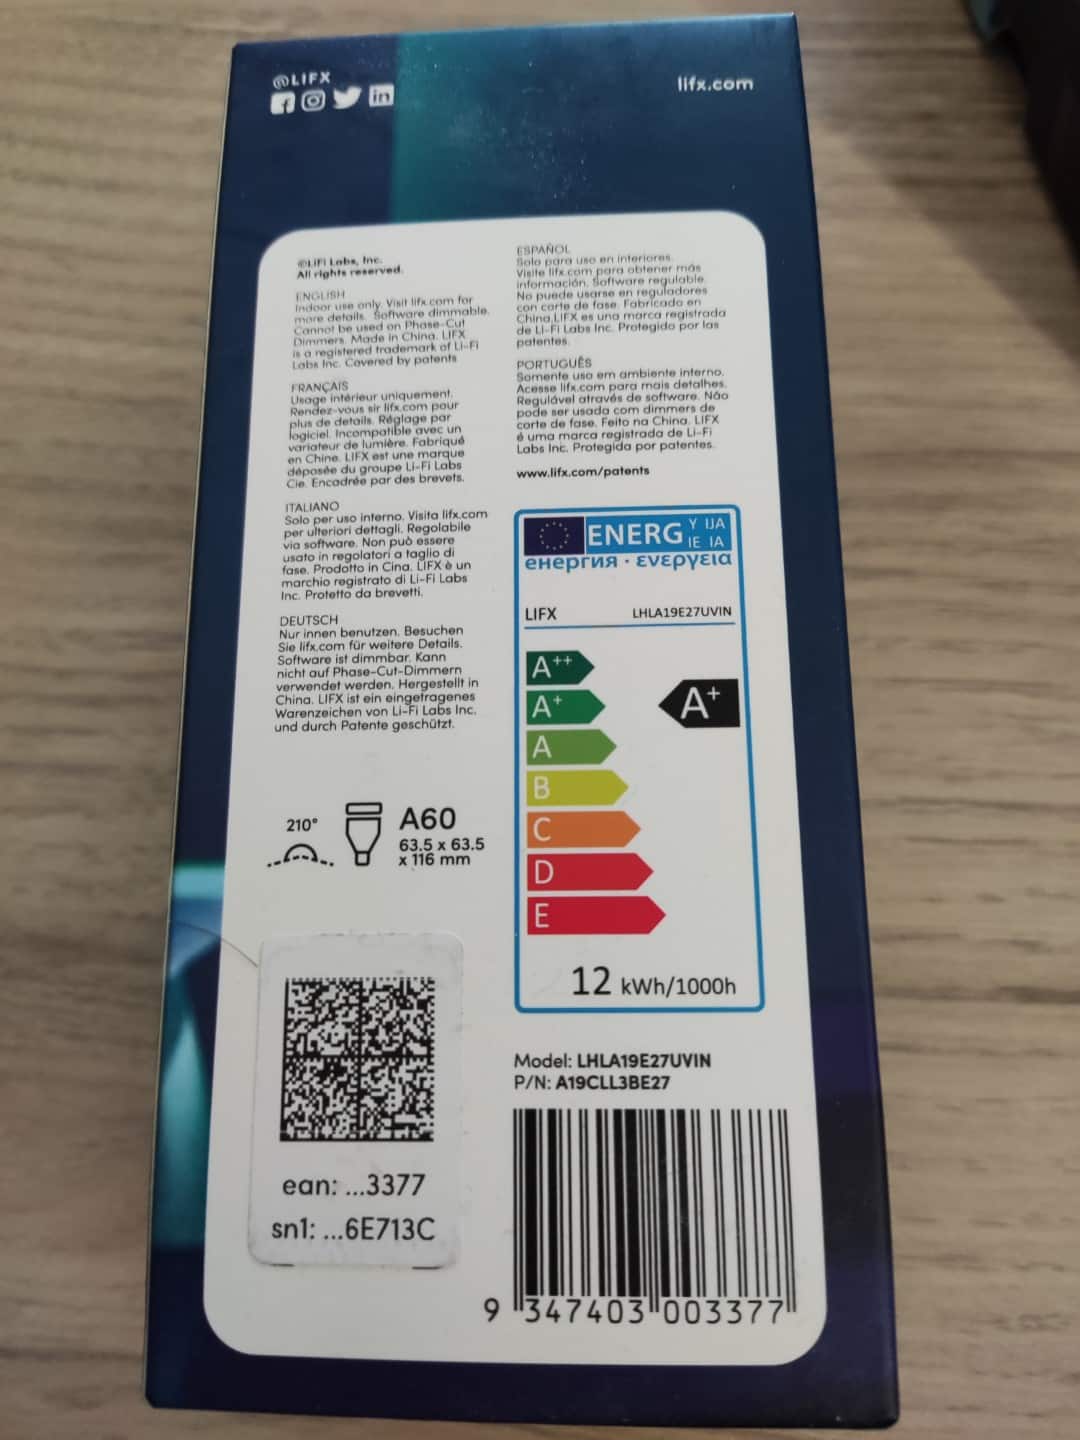 @LIFX
lifx.com
©LiFi Labs, Inc.
All rights reserved.
ENGLISH
Indoor use only. Visit lifx.com for
more details. Software dimmable.
Cannot be used on Phase-Cut
Dimmers. Made in China. LIFX
is a registered trademark of Li-Fi
Labs Inc. Covered by patents
FRANÇAIS
Usage intérieur uniquement.
Rendez-vous sir lifx.com pour
plus de details. Réglage par
logiciel. Incompatible avec un
variateur de lumière. Fabriqué
en Chine. LIFX est une marque
déposée du groupe Li-Fi Labs
Cie. Encadrée par des brevets.
ITALIANO
Solo per uso interno. Visita lifx.com
per ulteriori dettagli. Regolabile
via software. Non può essere
usato in regolatori a taglio di
fase. Prodotto in Cina. LIFX è un
marchio registrato di Li-Fi Labs
Inc. Protetto da brevetti.
DEUTSCH
Nur innen benutzen. Besuchen
Sie lifx.com für weitere Details.
Software ist dimmbar. Kann
nicht auf Phase-Cut-Dimmern
verwendet werden. Hergestellt in
China. LIFX ist ein eingetragenes
Warenzeichen von Li-Fi Labs Inc.
und durch Patente geschützt.
210°
A60
63.5 x 63.5
x 116 mm
ean: ...3377
sn1: ...6E713C
ESPAÑOL
Solo para uso en interiores.
Visite lifx.com para obtener más
información. Software regulable.
No puede usarse en reguladores
con corte de fase. Fabricado en
China.LIFX es una marca registrada
de Li-Fi Labs Inc. Protegido por las
patentes.
PORTUGUÊS
Somente uso em ambiente interno.
Acesse lifx.com para mais detalhes.
Regulável através de software. Não
pode ser usada com dimmers de
corte de fase. Feito na China. LIFX
é uma marca registrada de Li-Fi
Labs Inc. Protegida por patentes.
www.lifx.com/patents
ENERG Y IJA
IE IA
енергия · ενεργεια
LIFX LHLA19E27UVIN
A++
A+
A+
A
B
C
D
E
12 kWh/1000h
Model: LHLA19E27UVIN
P/N: A19CLL3BE27
9 347403 003377